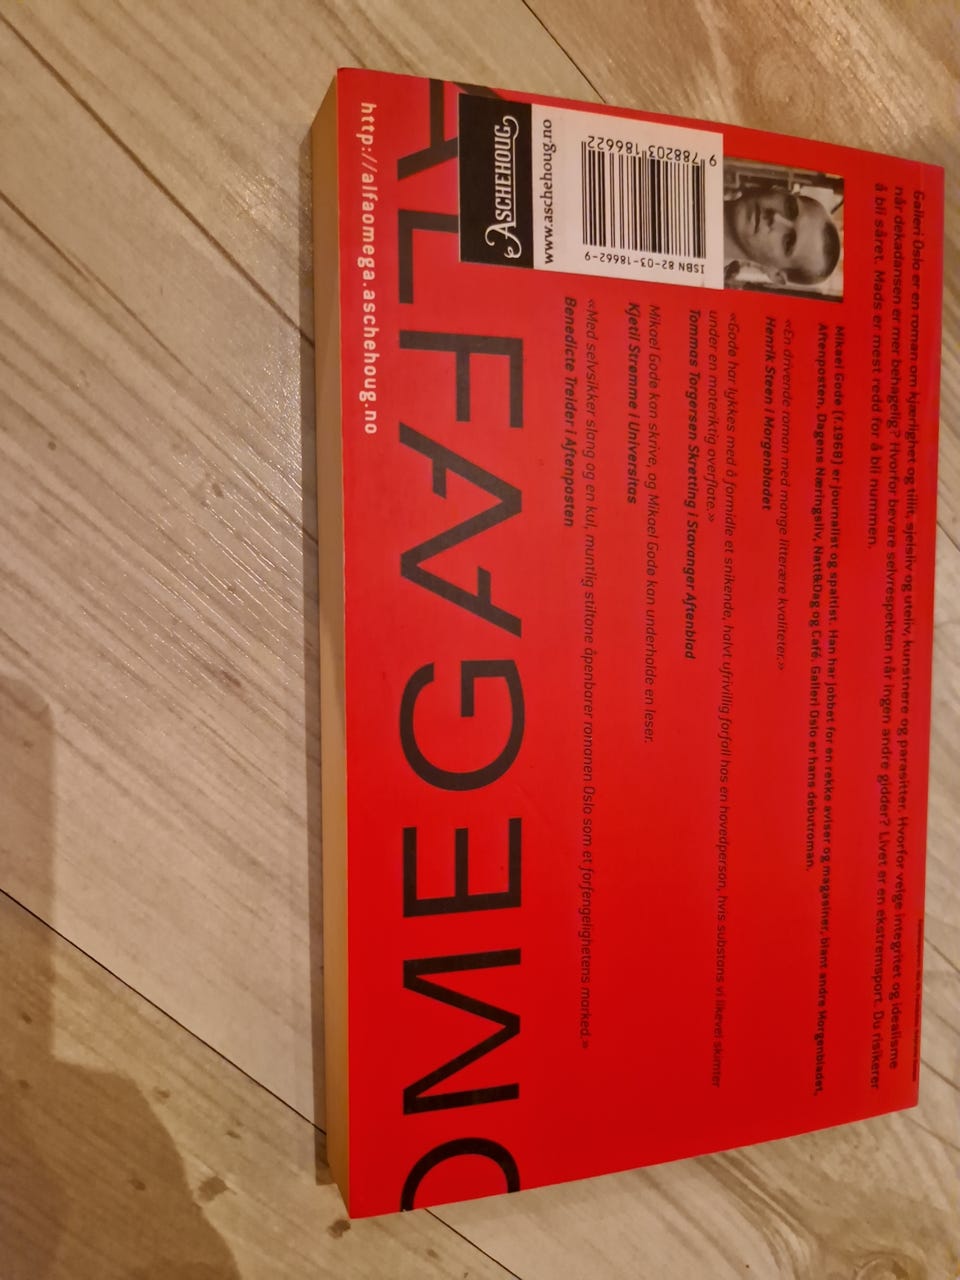 Galleri Oslo er en roman om kjærlighet og tillit, sjelsliv og uteliv, kunstnere og parasitter. Hvorfor velge integritet og idealisme
når dekadansen er mer behagelig? Hvorfor bevare selvrespekten når ingen andre gidder? Livet er en ekstremsport. Du risikerer
å bli såret. Mads er mest redd for å bli nummen.
Mikael Godø (f.1968) er journalist og spaltist. Han har jobbet for en rekke aviser og magasiner, blant andre Morgenbladet,
Aftenposten, Dagens Næringsliv, Natt&Dag og Café. Galleri Oslo er hans debutroman.
«En drivende roman med mange litterære kvaliteter.»
Henrik Steen i Morgenbladet
«Godø har lykkes med å formidle et snikende, halvt ufrivillig forfall hos en hovedperson, hvis substans vi likevel skimter
under en moteriktig overflate.»
Tommas Torgersen Skretting i Stavanger Aftenblad
Mikael Godø kan skrive, og Mikael Godø kan underholde en leser.
Kjetil Strømme i Universitas
«Med selvsikker slang og en kul, muntlig stiltone åpenbarer romanen Oslo som et forfengelighetens marked.»
Benedicte Treider i Aftenposten
ISBN 82-03-18662-9
9 788203 186622
www.aschehoug.no
ASCHEHOUG
ALFAOMEGA
http://alfaomega.aschehoug.no